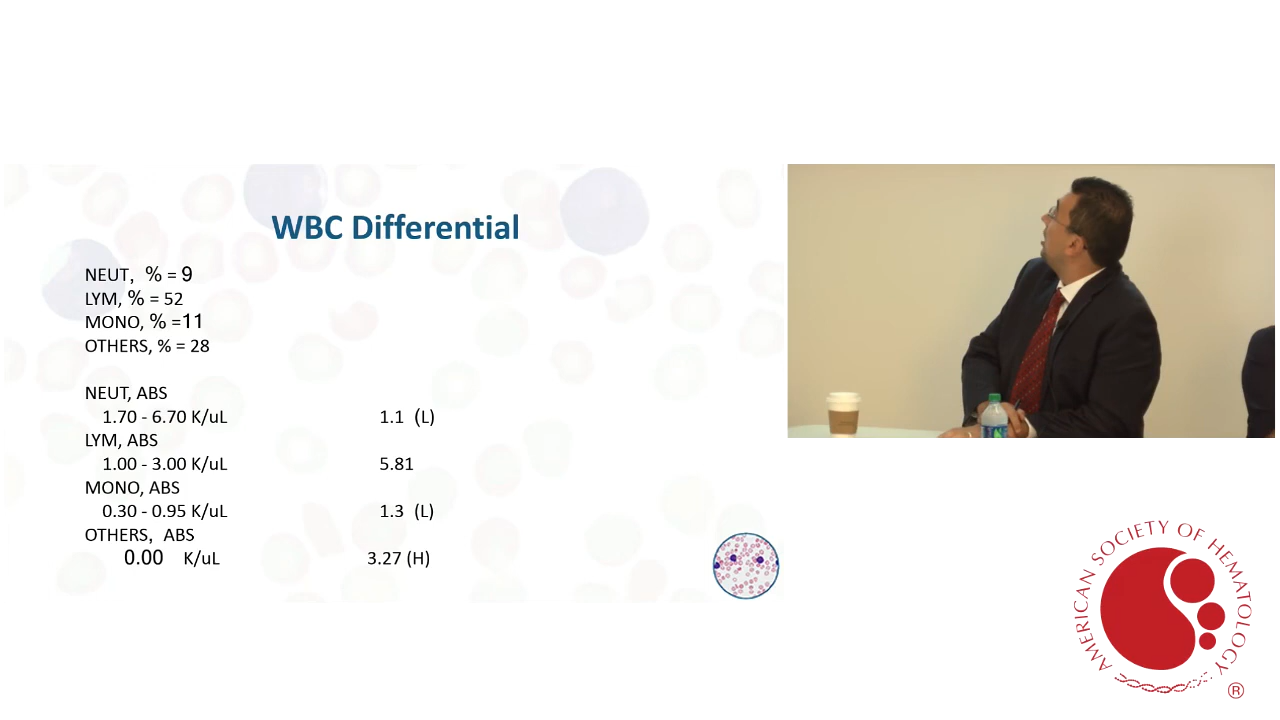 WBC Differential
NEUT, % = 9
LYM, % = 52
MONO, % =11
OTHERS, % = 28
NEUT, ABS
1.70 - 6.70 K/uL 1.1 (L)
LYM, ABS
1.00 - 3.00 K/uL 5.81
MONO, ABS
0.30 - 0.95 K/uL 1.3 (L)
OTHERS, ABS
0.00 K/uL 3.27 (H)
AMERICAN SOCIETY OF HEMATOLOGY
®